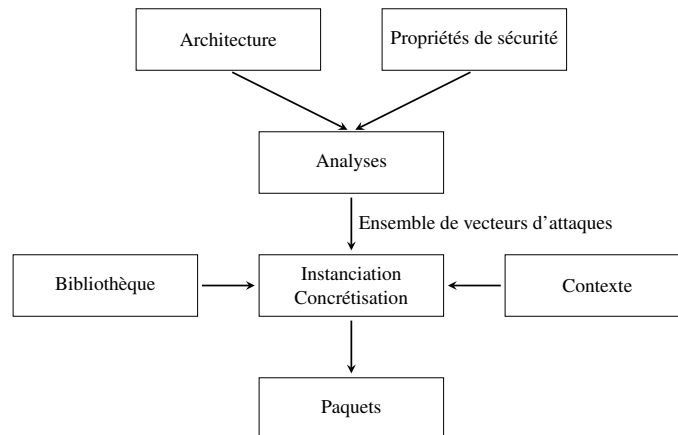 Architecture
Propriétés de sécurité
Analyses
Ensemble de vecteurs d'attaques
Bibliothèque
Instanciation
Concrétisation
Contexte
Paquets